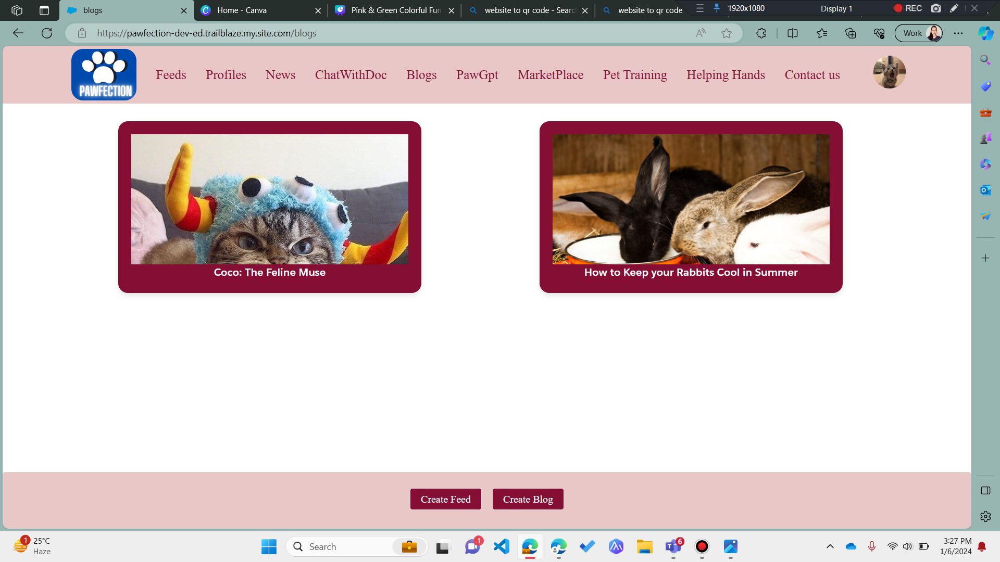 blogs
Home - Canva
Pink & Green Colorful Fun
website to qr code - Searc
website to qr code
1920x1080
Display 1
REC
https://pawfection-dev-ed.trailblaze.my.site.com/blogs
Work
PAWFECTION
Feeds
Profiles
News
ChatWithDoc
Blogs
PawGpt
MarketPlace
Pet Training
Helping Hands
Contact us
Coco: The Feline Muse
How to Keep your Rabbits Cool in Summer
Create Feed
Create Blog
1
25°C
Haze
Search
1
6
3:27 PM
1/6/2024